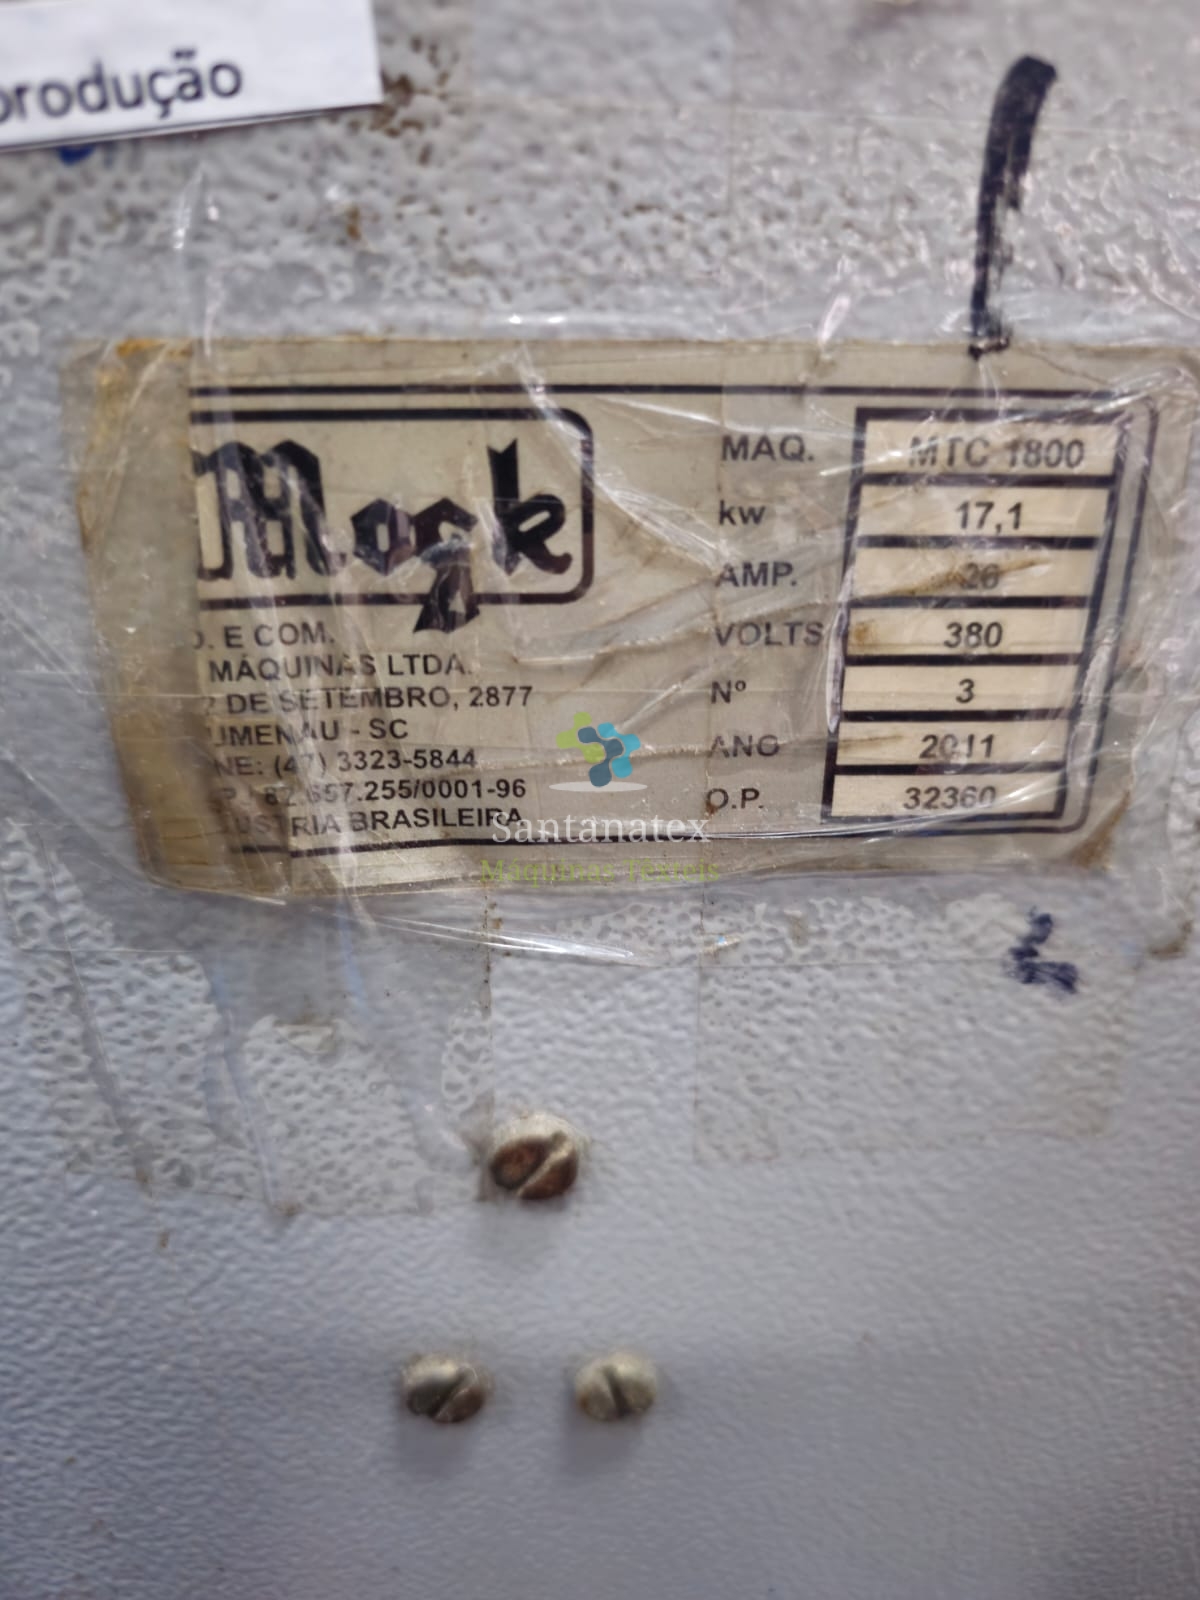 produção
Mock
. E COM.
MÁQUINAS LTDA.
DE SETEMBRO, 2877
UMENAU - SC
NE: (47) 3323-5844
82.657.255/0001-96
USTRIA BRASILEIRA
MAQ. MTC 1800
kw 17,1
AMP. 26
VOLTS 380
Nº 3
ANO 2011
O.P. 32360
Santanatex
Máquinas Têxteis